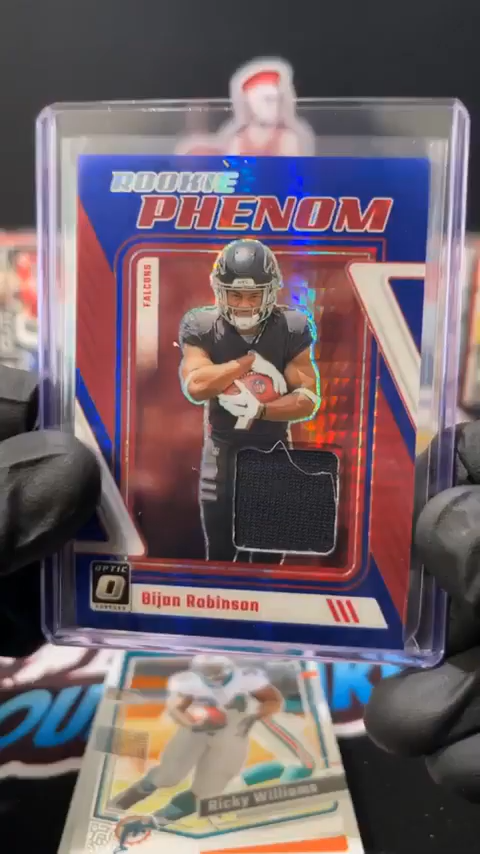 ROOKIE
PHENOM
FALCONS
OPTIC
Bijan Robinson
Ricky Williams